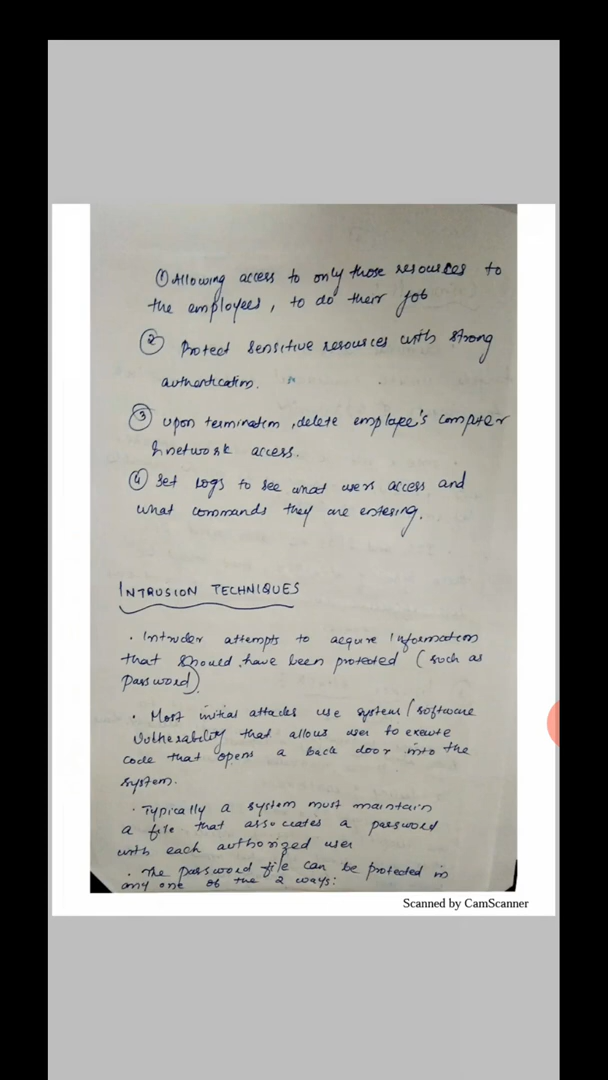 ① Allowing access to only those resources to
the employees, to do their job
② Protect sensitive resources with strong
authentication.
③ upon termination, delete employee's computer
& network access.
④ Set Logs to see what users access and
what commands they are entering.
INTRUSION TECHNIQUES
· Intruder attempts to acquire information
that should have been protected (such as
password).
· Most initial attacks use system/software
vulnerability that allows user to execute
code that opens a back door into the
system.
· Typically a system must maintain
a file that associates a password
with each authorized user
· The password file can be protected in
any one of the 2 ways:
Scanned by CamScanner